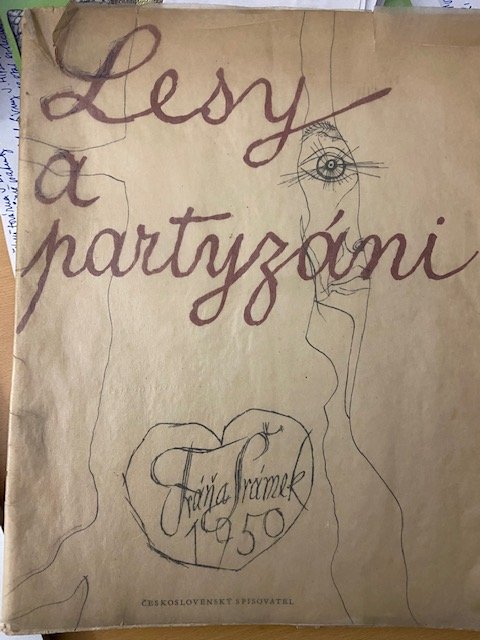 Lesy
a
partyzáni
Fráňa Šrámek
1950
ČESKOSLOVENSKÝ SPISOVATEL